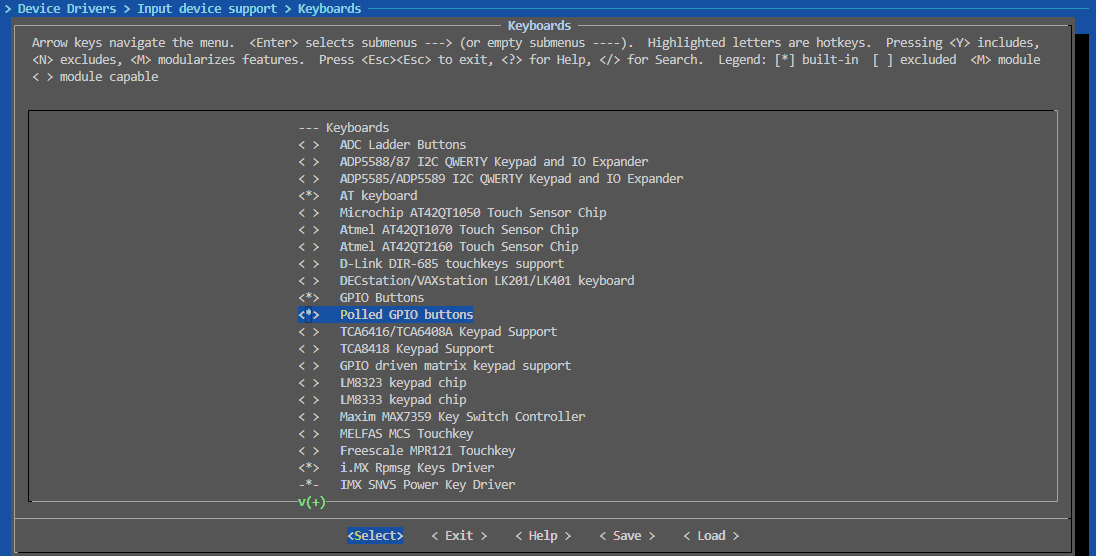 > Device Drivers > Input device support > Keyboards
Keyboards
Arrow keys navigate the menu.  <Enter> selects submenus ---> (or empty submenus ----).  Highlighted letters are hotkeys.  Pressing <Y> includes,
<N> excludes, <M> modularizes features.  Press <Esc><Esc> to exit, <?> for Help, </> for Search.  Legend: [*] built-in  [ ] excluded  <M> module
< > module capable
--- Keyboards
< >   ADC Ladder Buttons
< >   ADP5588/87 I2C QWERTY Keypad and IO Expander
< >   ADP5585/ADP5589 I2C QWERTY Keypad and IO Expander
<*>   AT keyboard
< >   Microchip AT42QT1050 Touch Sensor Chip
< >   Atmel AT42QT1070 Touch Sensor Chip
< >   Atmel AT42QT2160 Touch Sensor Chip
< >   D-Link DIR-685 touchkeys support
< >   DECstation/VAXstation LK201/LK401 keyboard
<*>   GPIO Buttons
<*>   Polled GPIO buttons
< >   TCA6416/TCA6408A Keypad Support
< >   TCA8418 Keypad Support
< >   GPIO driven matrix keypad support
< >   LM8323 keypad chip
< >   LM8333 keypad chip
< >   Maxim MAX7359 Key Switch Controller
< >   MELFAS MCS Touchkey
< >   Freescale MPR121 Touchkey
<*>   i.MX Rpmsg Keys Driver
-*-   IMX SNVS Power Key Driver
v(+)
<Select>    < Exit >    < Help >    < Save >    < Load >